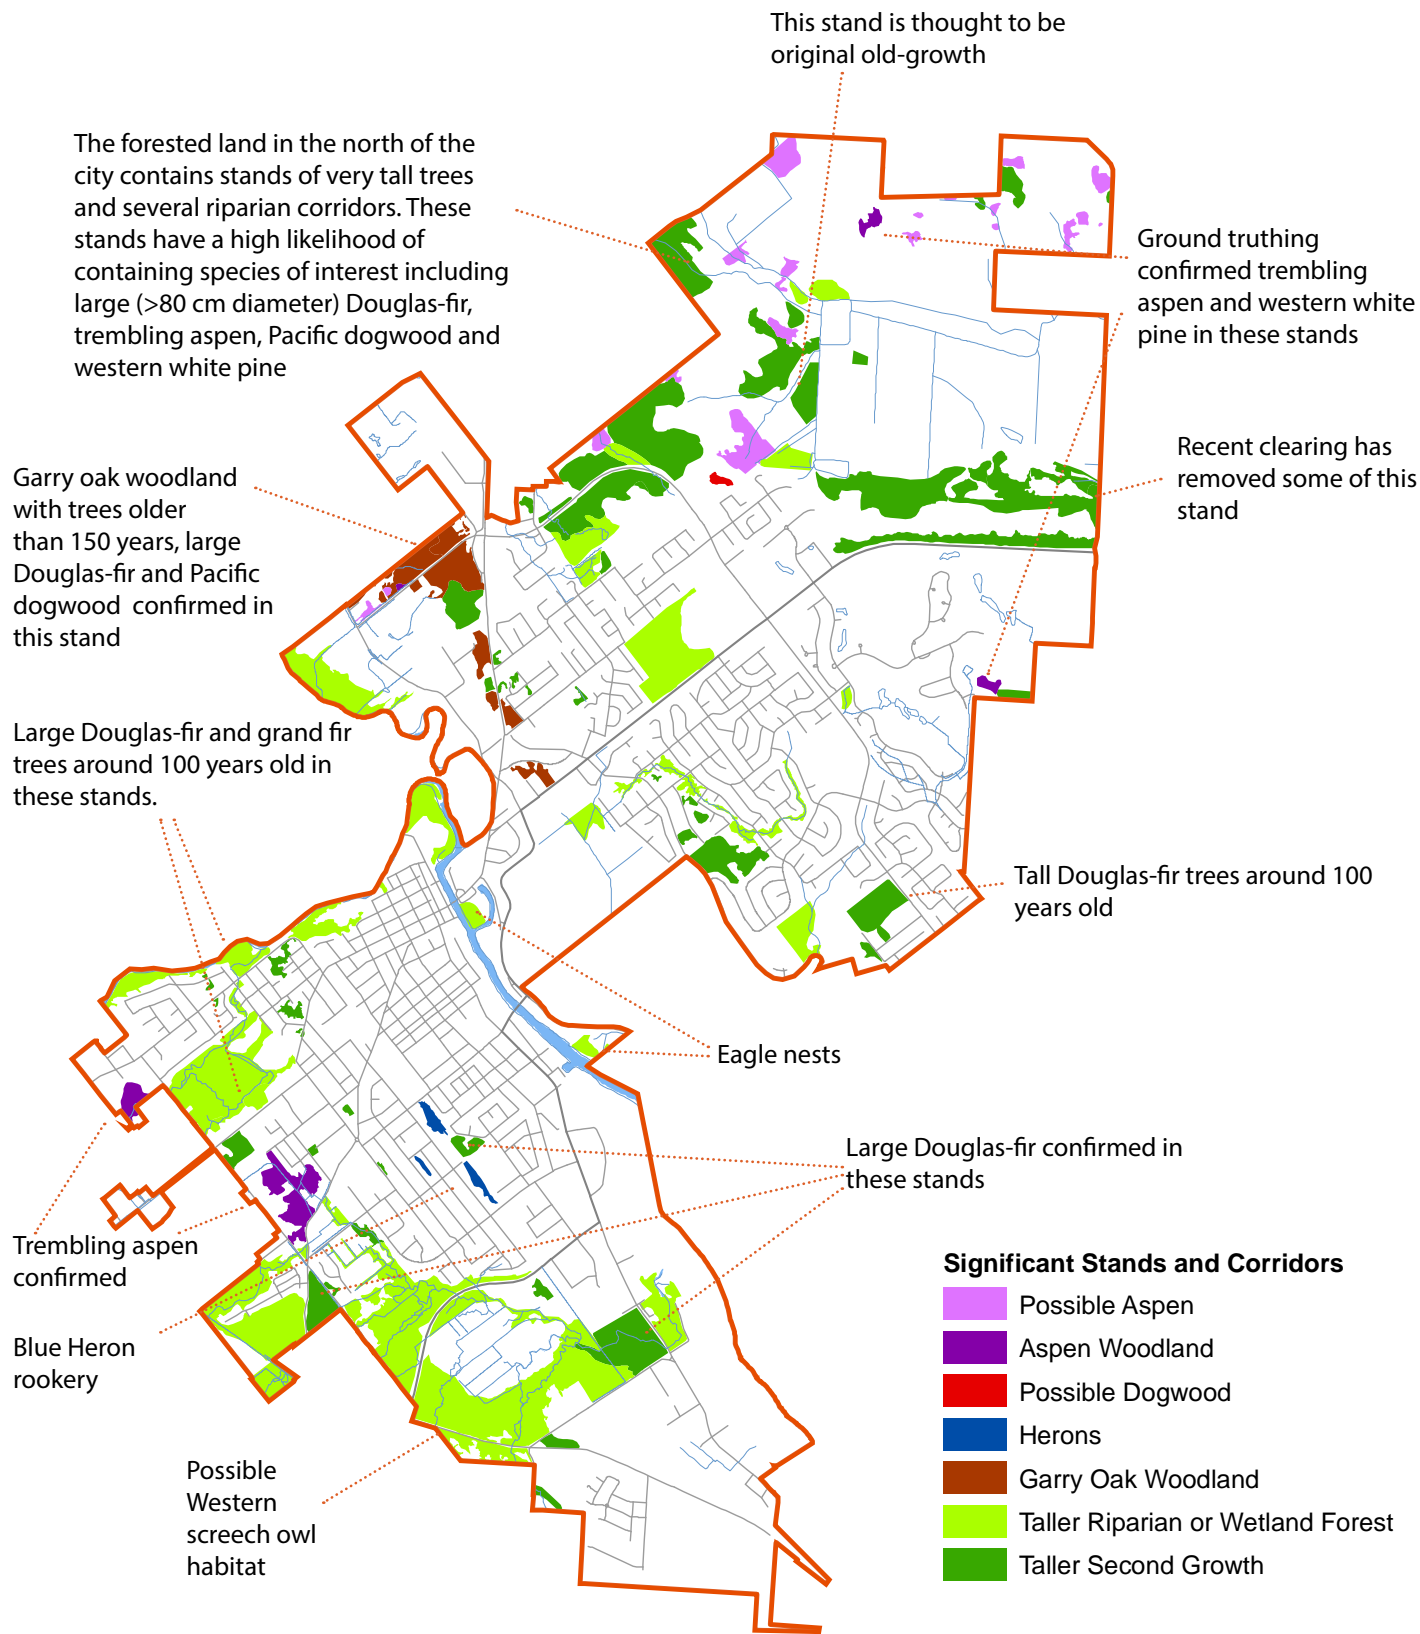 This stand is thought to be
original old-growth
The forested land in the north of the
city contains stands of very tall trees
and several riparian corridors. These
stands have a high likelihood of
containing species of interest including
large (>80 cm diameter) Douglas-fir,
trembling aspen, Pacific dogwood and
western white pine
Ground truthing
confirmed trembling
aspen and western white
pine in these stands
Recent clearing has
removed some of this
stand
Garry oak woodland
with trees older
than 150 years, large
Douglas-fir and Pacific
dogwood confirmed in
this stand
Large Douglas-fir and grand fir
trees around 100 years old in
these stands.
Tall Douglas-fir trees around 100
years old
Eagle nests
Large Douglas-fir confirmed in
these stands
Trembling aspen
confirmed
Blue Heron
rookery
Possible
Western
screech owl
habitat
Significant Stands and Corridors
Possible Aspen
Aspen Woodland
Possible Dogwood
Herons
Garry Oak Woodland
Taller Riparian or Wetland Forest
Taller Second Growth